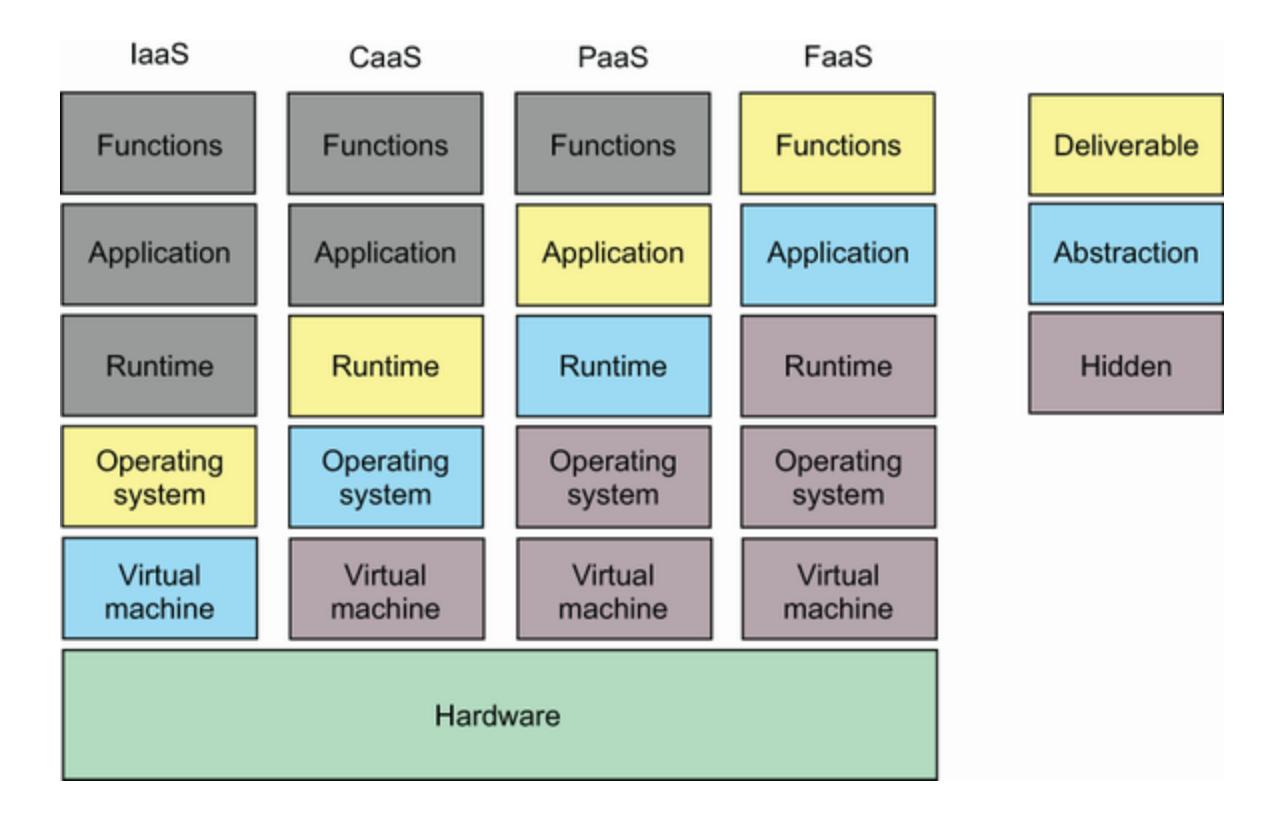 IaaS
CaaS
PaaS
FaaS
Functions
Functions
Functions
Functions
Deliverable
Application
Application
Application
Application
Abstraction
Runtime
Runtime
Runtime
Runtime
Hidden
Operating
system
Operating
system
Operating
system
Operating
system
Virtual
machine
Virtual
machine
Virtual
machine
Virtual
machine
Hardware